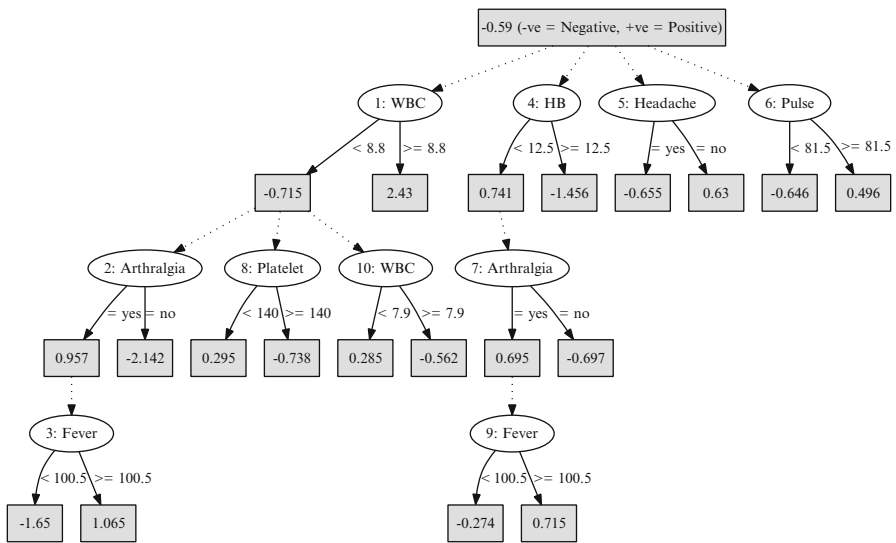 -0.59 (-ve = Negative, +ve = Positive)
1: WBC 4: HB 5: Headache 6: Pulse
< 8.8 >= 8.8 < 12.5 >= 12.5 = yes = no < 81.5 >= 81.5
-0.715 2.43 0.741 -1.456 -0.655 0.63 -0.646 0.496
2: Arthralgia 8: Platelet 10: WBC 7: Arthralgia
= yes = no < 140 >= 140 < 7.9 >= 7.9 = yes = no
0.957 -2.142 0.295 -0.738 0.285 -0.562 0.695 -0.697
3: Fever 9: Fever
< 100.5 >= 100.5 < 100.5 >= 100.5
-1.65 1.065 -0.274 0.715